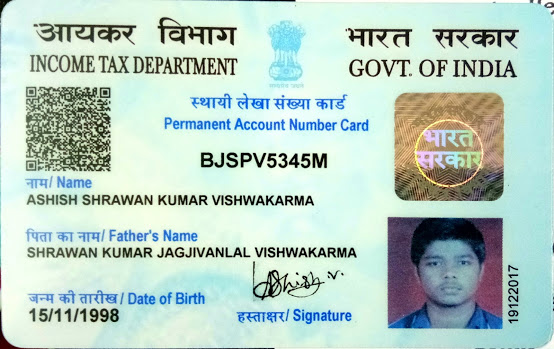 आयकर विभाग
INCOME TAX DEPARTMENT
भारत सरकार
GOVT. OF INDIA
स्थायी लेखा संख्या कार्ड
Permanent Account Number Card
BJSPV5345M
भारत
सरकार
नाम/ Name
ASHISH SHRAWAN KUMAR VISHWAKARMA
पिता का नाम/ Father's Name
SHRAWAN KUMAR JAGJIVANLAL VISHWAKARMA
Ashish v.
जन्म की तारीख/ Date of Birth
15/11/1998
हस्ताक्षर/ Signature
19122017